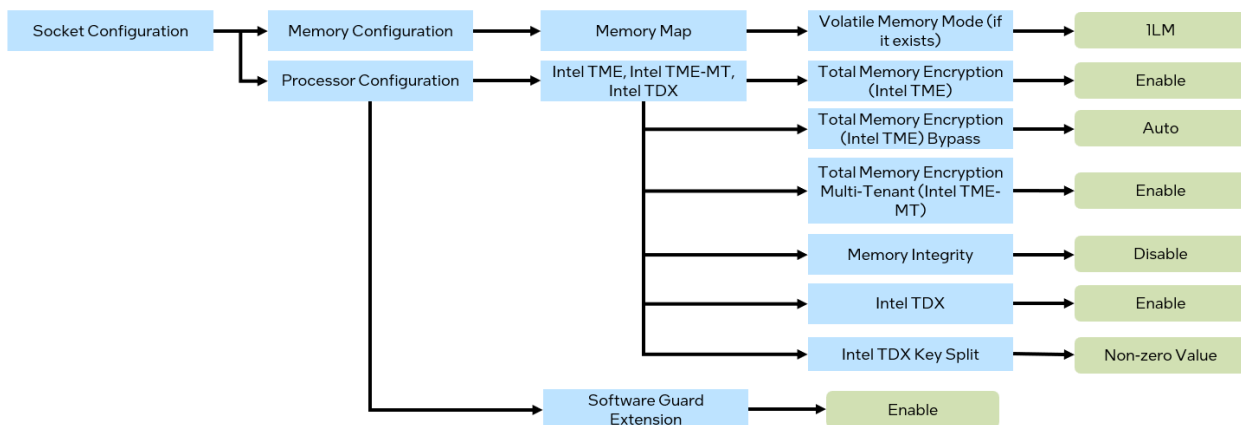 Socket Configuration
Memory Configuration
Memory Map
Volatile Memory Mode (if
it exists)
1LM
Processor Configuration
Intel TME, Intel TME-MT,
Intel TDX
Total Memory Encryption
(Intel TME)
Enable
Total Memory Encryption
(Intel TME) Bypass
Auto
Total Memory Encryption
Multi-Tenant (Intel TME-
MT)
Enable
Memory Integrity
Disable
Intel TDX
Enable
Intel TDX Key Split
Non-zero Value
Software Guard
Extension
Enable